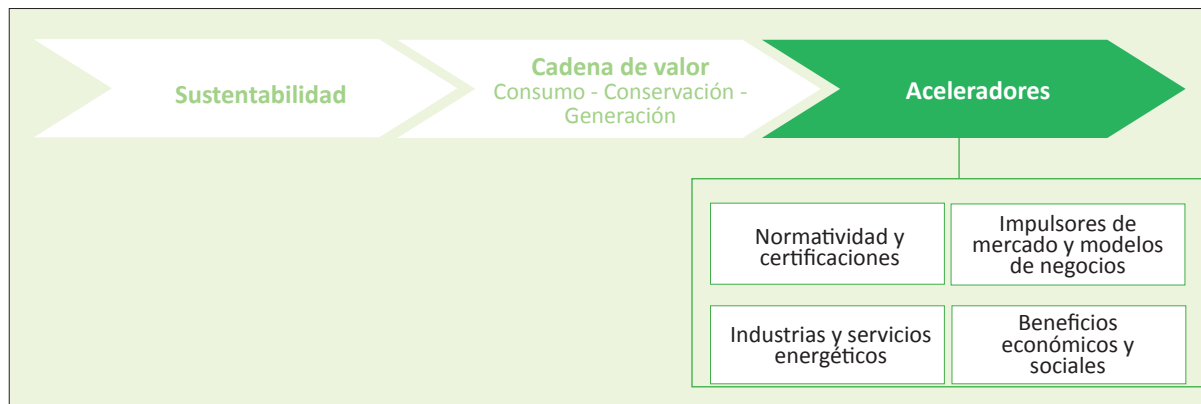 Sustentabilidad
Cadena de valor
Consumo - Conservación -
Generación
Aceleradores
Normatividad y
certificaciones
Impulsores de
mercado y modelos
de negocios
Industrias y servicios
energéticos
Beneficios
económicos y
sociales